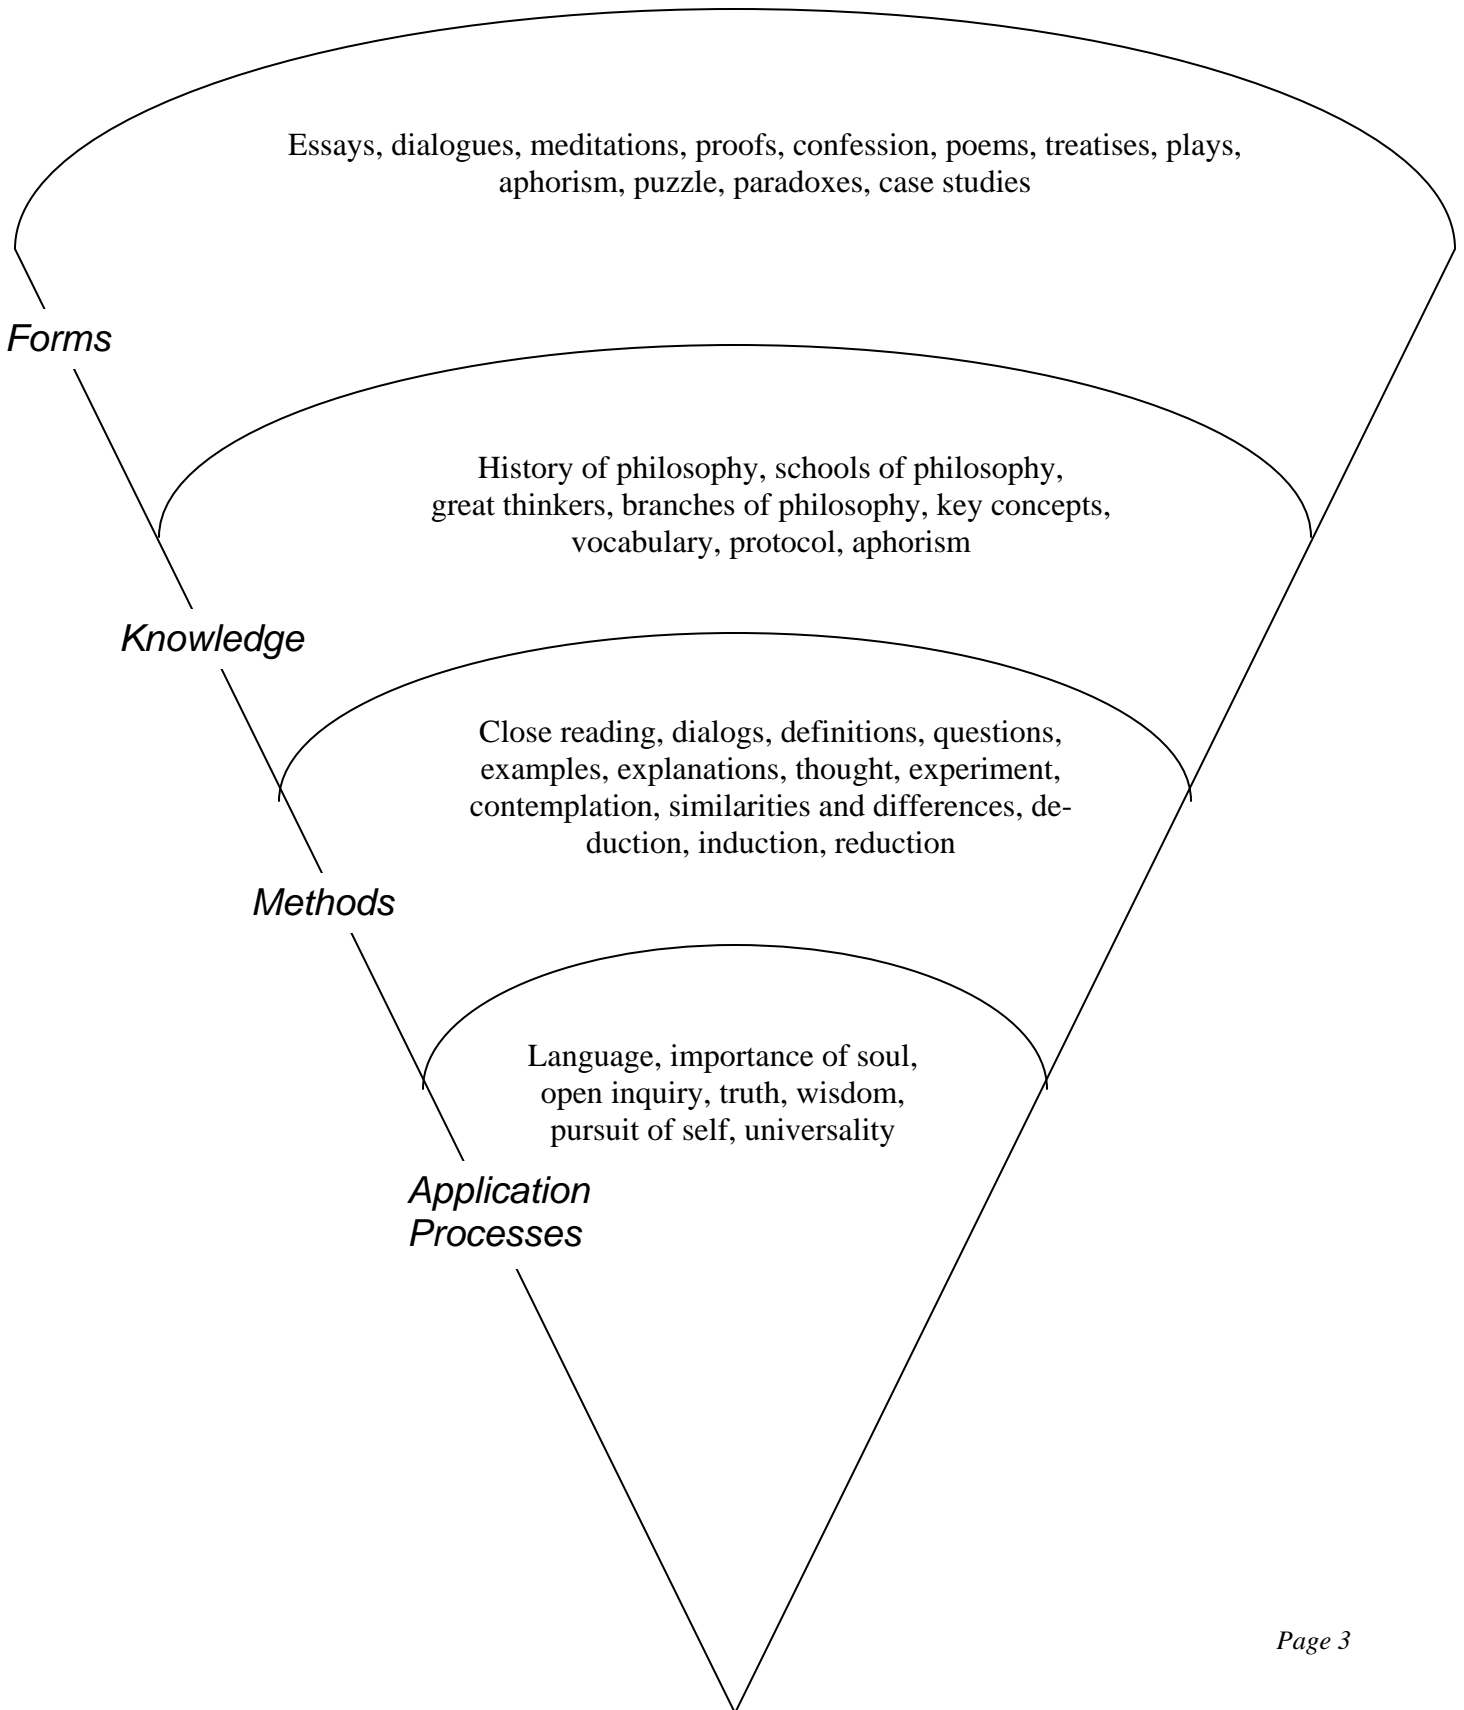 Essays, dialogues, meditations, proofs, confession, poems, treatises, plays,
aphorism, puzzle, paradoxes, case studies
Forms
History of philosophy, schools of philosophy,
great thinkers, branches of philosophy, key concepts,
vocabulary, protocol, aphorism
Knowledge
Close reading, dialogs, definitions, questions,
examples, explanations, thought, experiment,
contemplation, similarities and differences, de-
duction, induction, reduction
Methods
Language, importance of soul,
open inquiry, truth, wisdom,
pursuit of self, universality
Application
Processes
Page 3